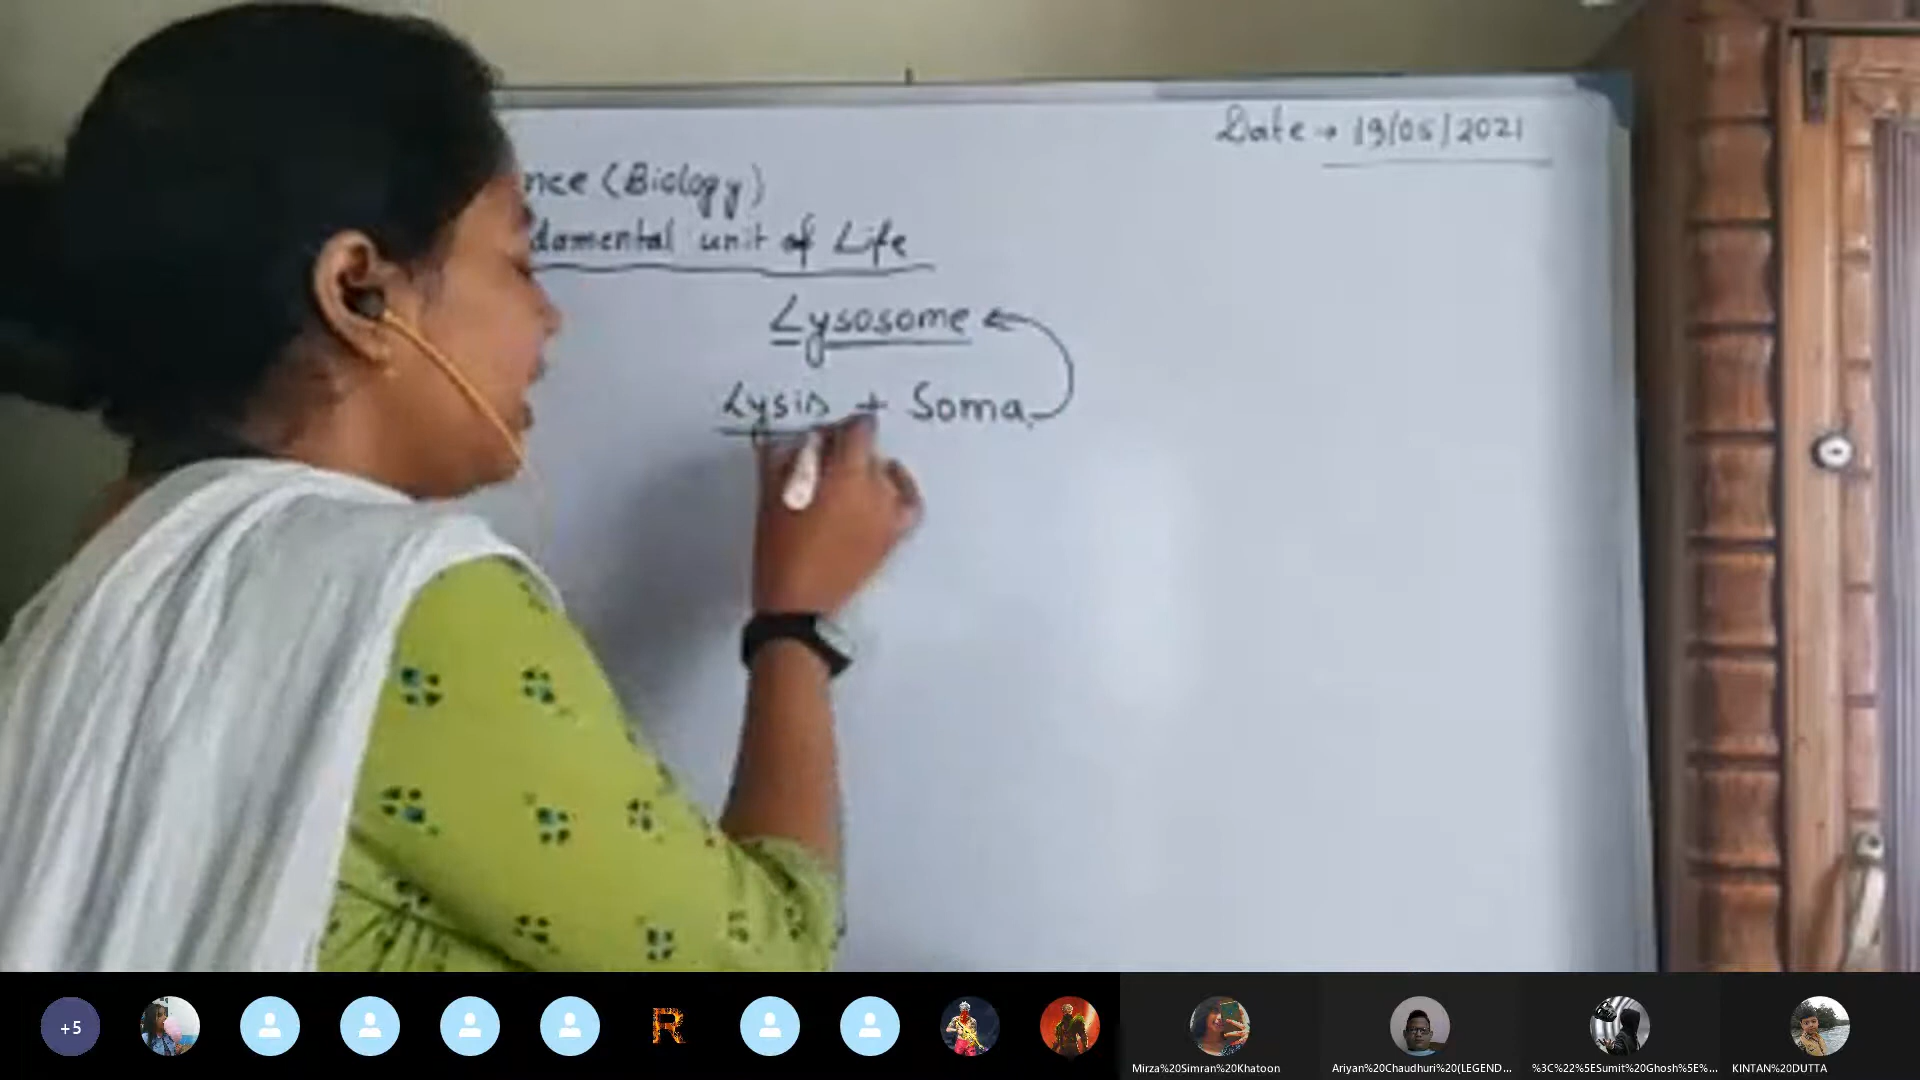 Date → 19/05/2021
nce (Biology)
damental unit of Life
Lysosome
Lysis + Soma
+5
R
Mirza%20Simran%20Khatoon
Ariyan%20Chaudhuri%20(LEGEND...
%3C%22%5ESumit%20Ghosh%5E%...
KINTAN%20DUTTA